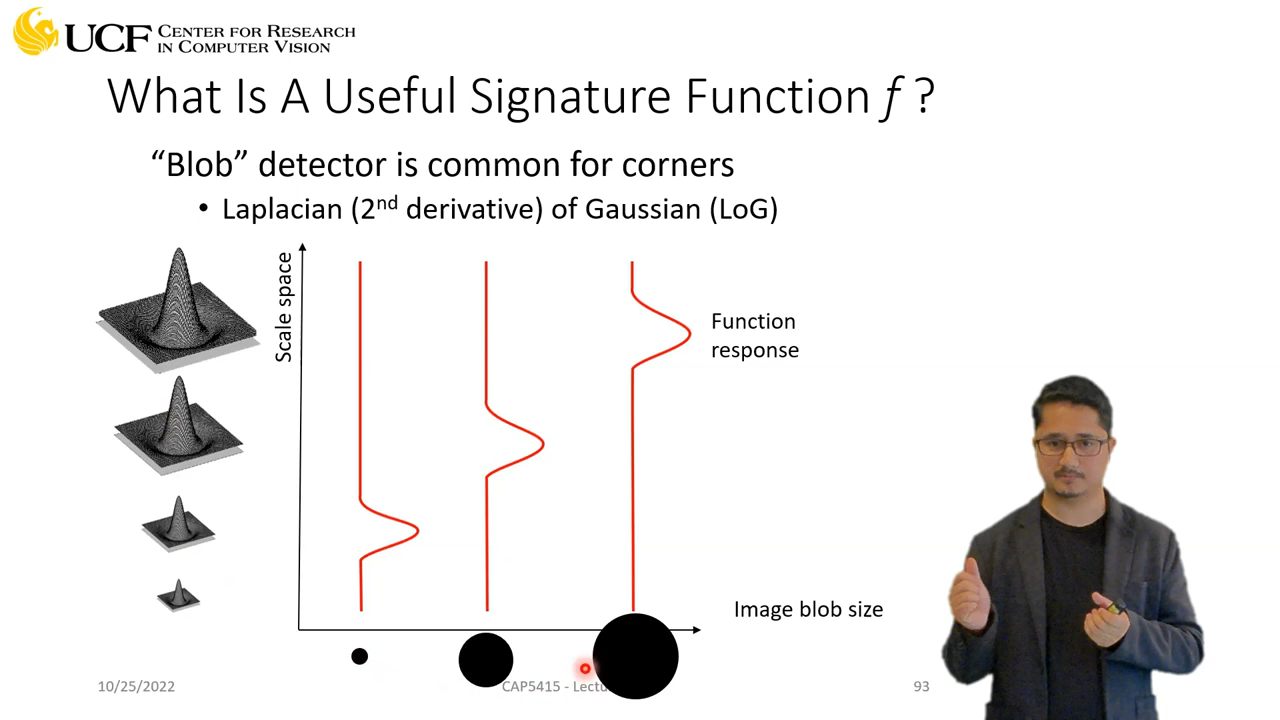 UCF CENTER FOR RESEARCH
IN COMPUTER VISION
What Is A Useful Signature Function f ?
“Blob” detector is common for corners
• Laplacian (2nd derivative) of Gaussian (LoG)
Scale space
Function
response
Image blob size
10/25/2022
CAP5415 -
93